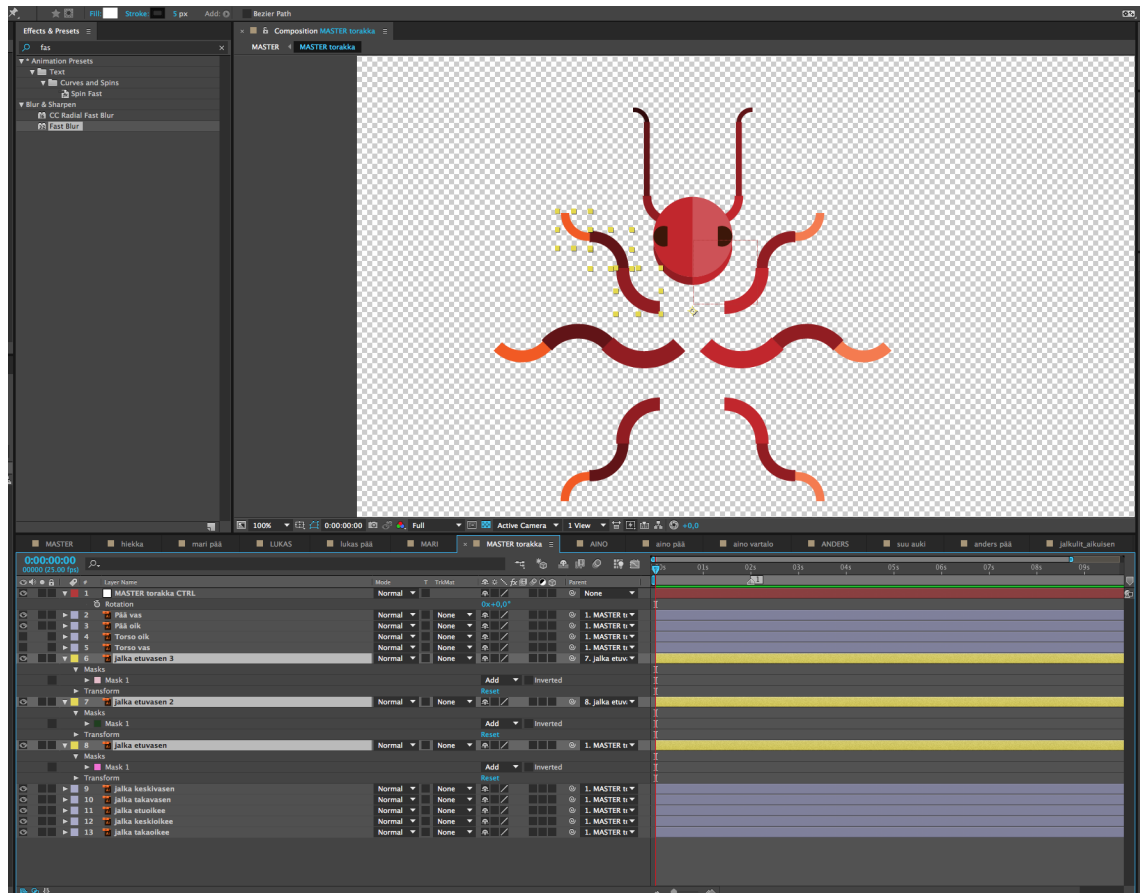 Fill: Stroke: 5 px Add: Bezier Path
Effects & Presets
fas
* Animation Presets
Text
Curves and Spins
Spin Fast
Blur & Sharpen
CC Radial Fast Blur
Fast Blur
Composition MASTER torakka
MASTER MASTER torakka
100% 0:00:00:00 Full Active Camera 1 View +0,0
MASTER hiekka mari pää LUKAS lukas pää MARI MASTER torakka AINO aino pää aino vartalo ANDERS suu auki anders pää jalkulit_aikuisen
0:00:00:00
00000 (25.00 fps)
# Layer Name Mode T TrkMat Parent
02s 03s 04s 05s 06s 07s 08s 09s
1 MASTER torakka CTRL Normal None
1
Rotation 0x+0,0°
2 Pää vas Normal None 1. MASTER
3 Pää oik Normal None 1. MASTER
4 Torso oik Normal None 1. MASTER
5 Torso vas Normal None 1. MASTER
6 jalka etuvasen 3 Normal None 7. jalka etuv
Masks
Mask 1 Add Inverted
Transform Reset
7 jalka etuvasen 2 Normal None 8. jalka etuv
Masks
Mask 1 Add Inverted
Transform Reset
8 jalka etuvasen Normal None 1. MASTER
Masks
Mask 1 Add Inverted
Transform Reset
9 jalka keskivasen Normal None 1. MASTER
10 jalka takavasen Normal None 1. MASTER
11 jalka etuoikee Normal None 1. MASTER
12 jalka keskioikee Normal None 1. MASTER
13 jalka takaoikee Normal None 1. MASTER